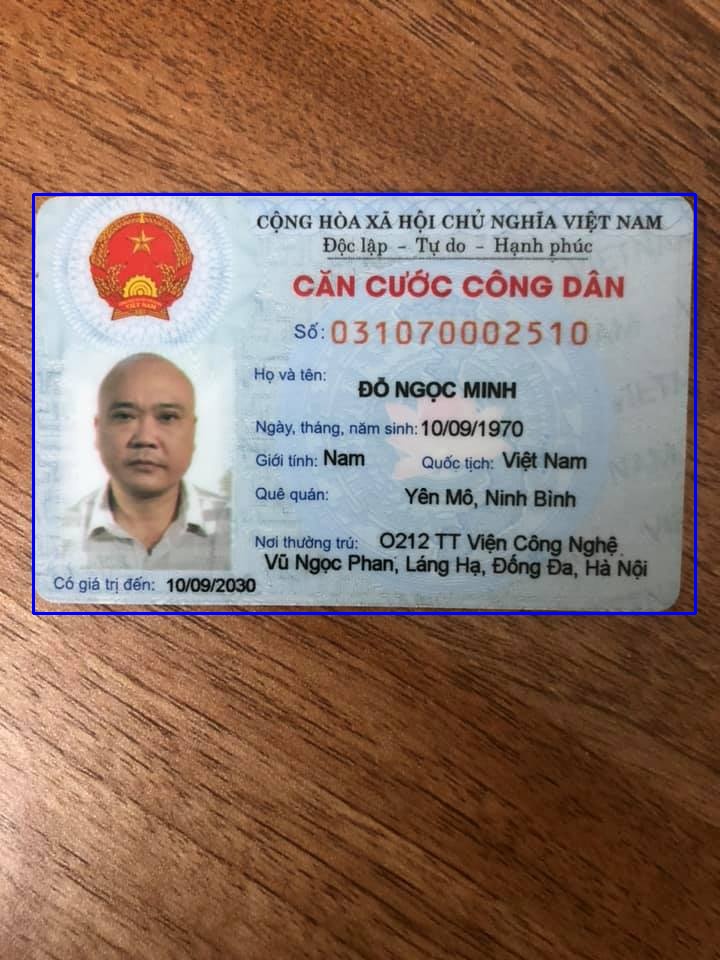 CỘNG HÒA XÃ HỘI CHỦ NGHĨA VIỆT NAM
Độc lập - Tự do - Hạnh phúc
CĂN CƯỚC CÔNG DÂN
VIỆT NAM
Số: 031070002510
Họ và tên:
ĐỖ NGỌC MINH
Ngày, tháng, năm sinh: 10/09/1970
Giới tính: Nam Quốc tịch: Việt Nam
Quê quán: Yên Mô, Ninh Bình
Nơi thường trú: O212 TT Viện Công Nghệ
Vũ Ngọc Phan, Láng Hạ, Đống Đa, Hà Nội
Có giá trị đến: 10/09/2030